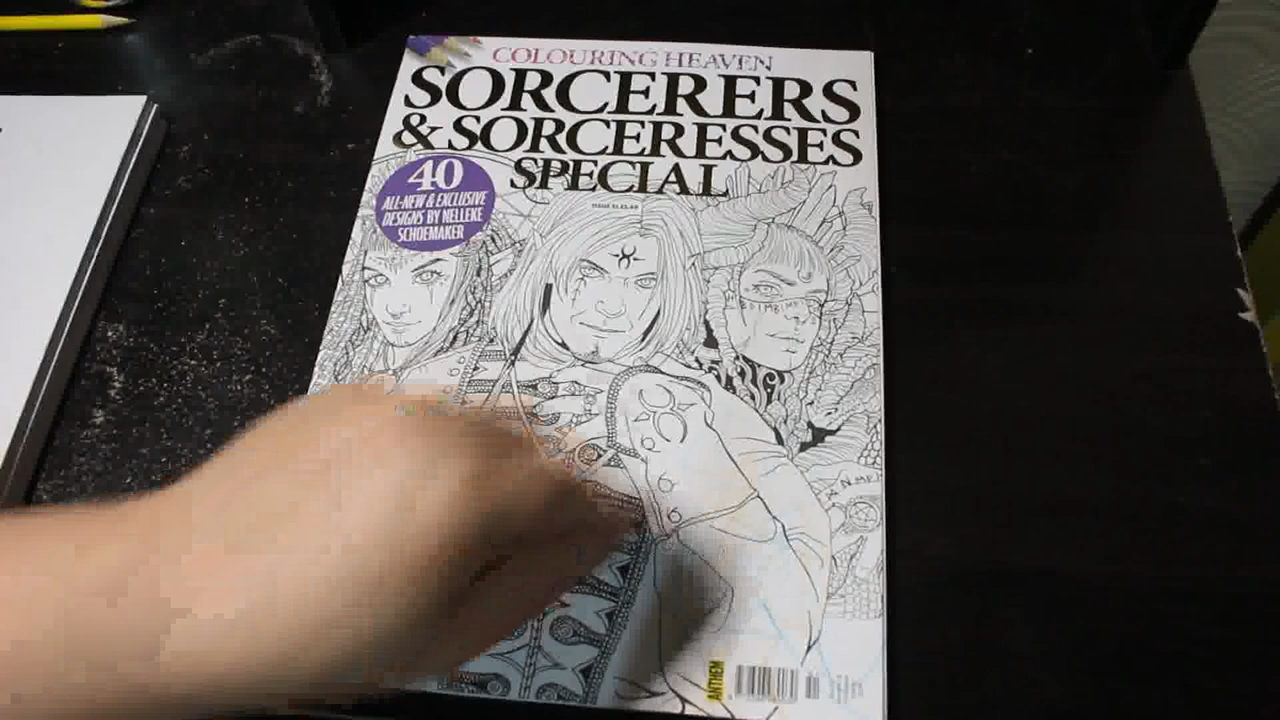 COLOURING HEAVEN
SORCERERS
& SORCERESSES
SPECIAL
40
ALL-NEW & EXCLUSIVE
DESIGNS BY NELLEKE
SCHOEMAKER
ANTHEM